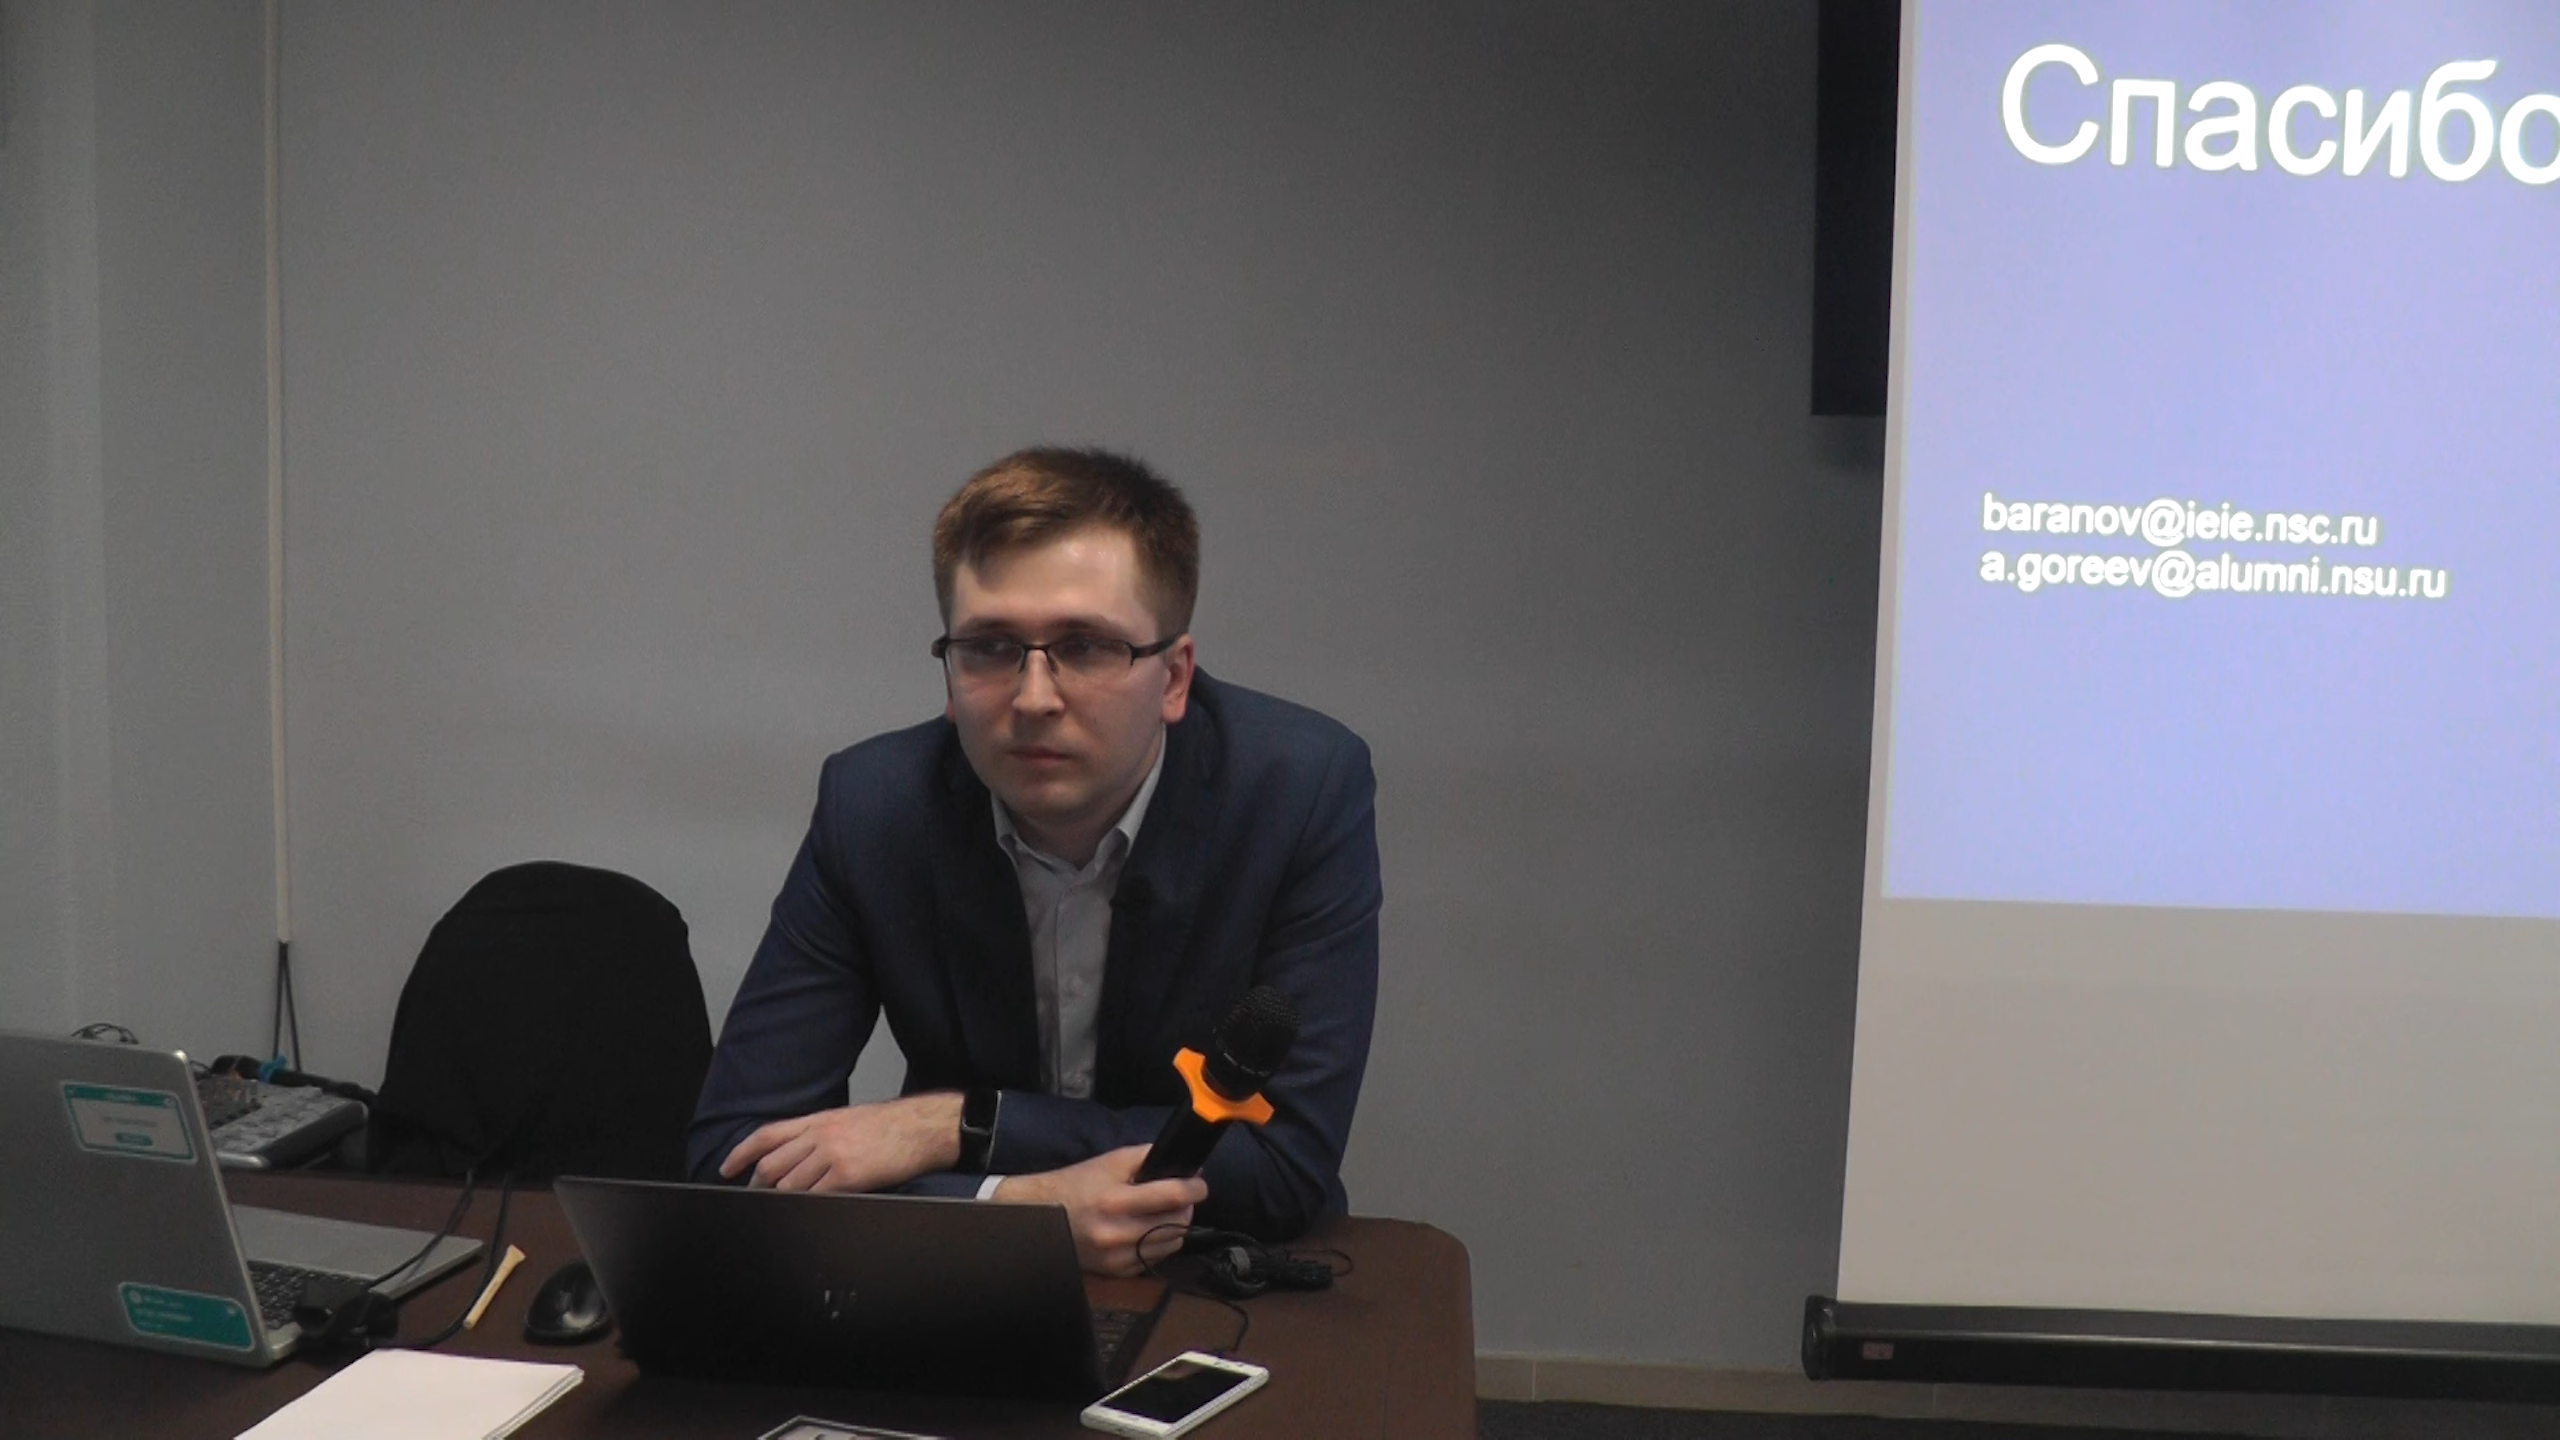 Спасибо
baranov@ieie.nsc.ru
a.goreev@alumni.nsu.ru